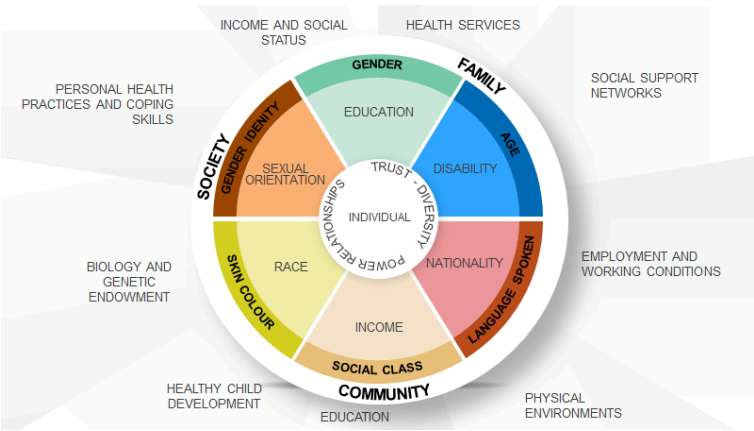 INCOME AND SOCIAL
STATUS
HEALTH SERVICES
PERSONAL HEALTH
PRACTICES AND COPING
SKILLS
SOCIAL SUPPORT
NETWORKS
GENDER
FAMILY
EDUCATION
GENDER IDENITY
AGE
SOCIETY
SEXUAL
ORIENTATION
DISABILITY
TRUST - DIVERSITY
INDIVIDUAL
POWER RELATIONSHIPS
BIOLOGY AND
GENETIC
ENDOWMENT
RACE
NATIONALITY
EMPLOYMENT AND
WORKING CONDITIONS
SKIN COLOUR
LANGUAGE SPOKEN
INCOME
SOCIAL CLASS
COMMUNITY
HEALTHY CHILD
DEVELOPMENT
EDUCATION
PHYSICAL
ENVIRONMENTS